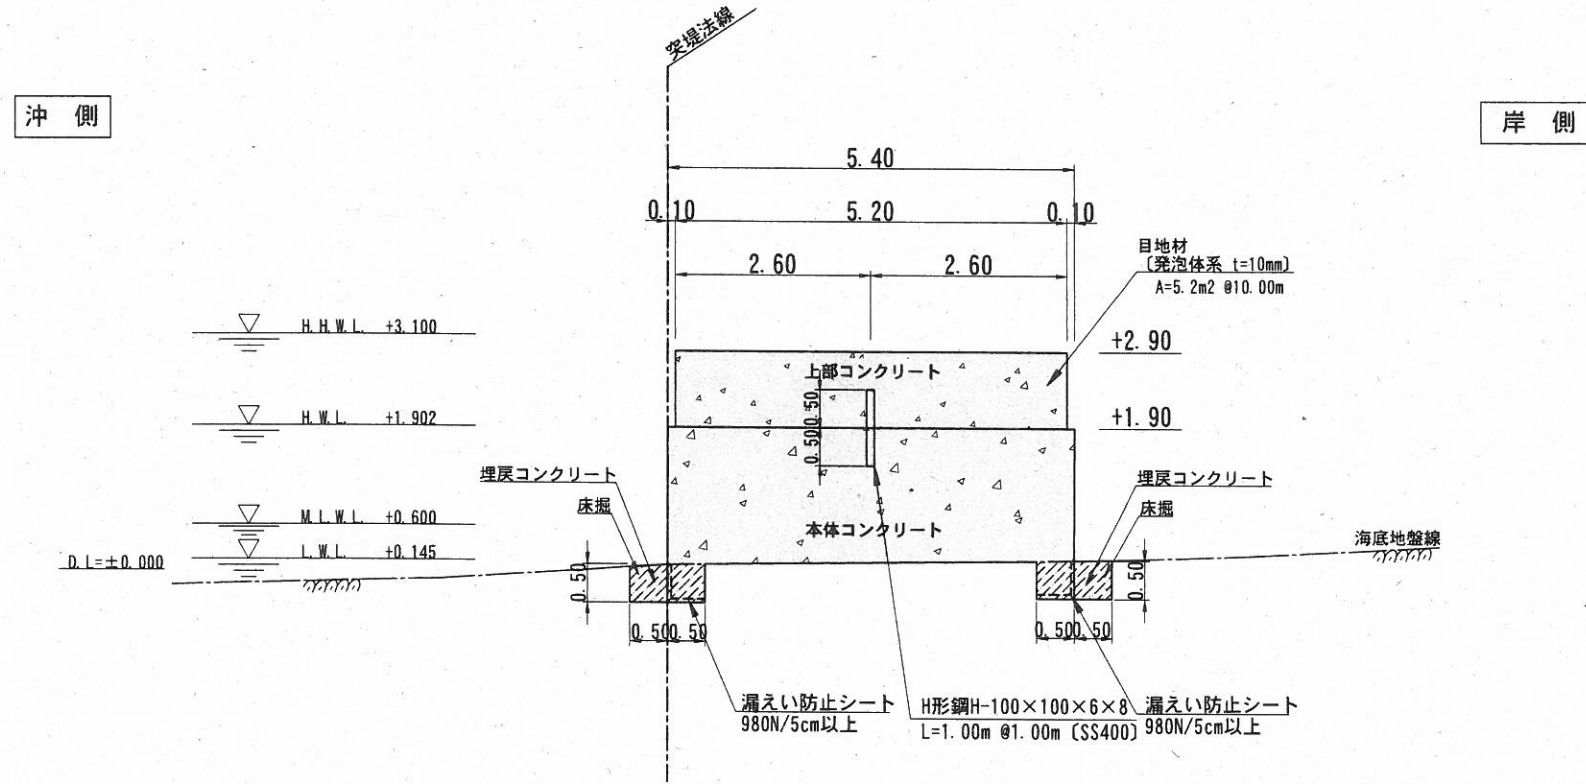 突堤法線
沖 側
岸 側
5.40
0.10
5.20
0.10
2.60
2.60
目地材
〔発泡体系 t=10mm〕
A=5.2m2 @10.00m
H.H.W.L. +3.100
+2.90
上部コンクリート
0.50
H.W.L. +1.902
+1.90
0.50
埋戻コンクリート
床掘
埋戻コンクリート
床掘
M.L.W.L. +0.600
本体コンクリート
L.W.L. +0.145
海底地盤線
D.L=±0.000
0.50
0.50
0.50
0.50
0.50
0.50
漏えい防止シート
980N/5cm以上
H形鋼H-100×100×6×8
L=1.00m @1.00m〔SS400〕
漏えい防止シート
980N/5cm以上